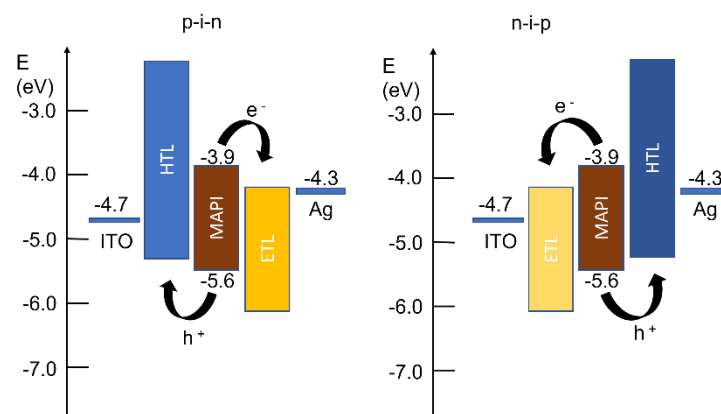 p-i-n
E
(eV)
-3.0
-4.0
-5.0
-6.0
-7.0
-4.7
ITO
HTL
e -
-3.9
MAPI
-5.6
h +
ETL
-4.3
Ag
n-i-p
E
(eV)
-3.0
-4.0
-5.0
-6.0
-7.0
-4.7
ITO
ETL
e -
-3.9
MAPI
-5.6
h +
HTL
-4.3
Ag